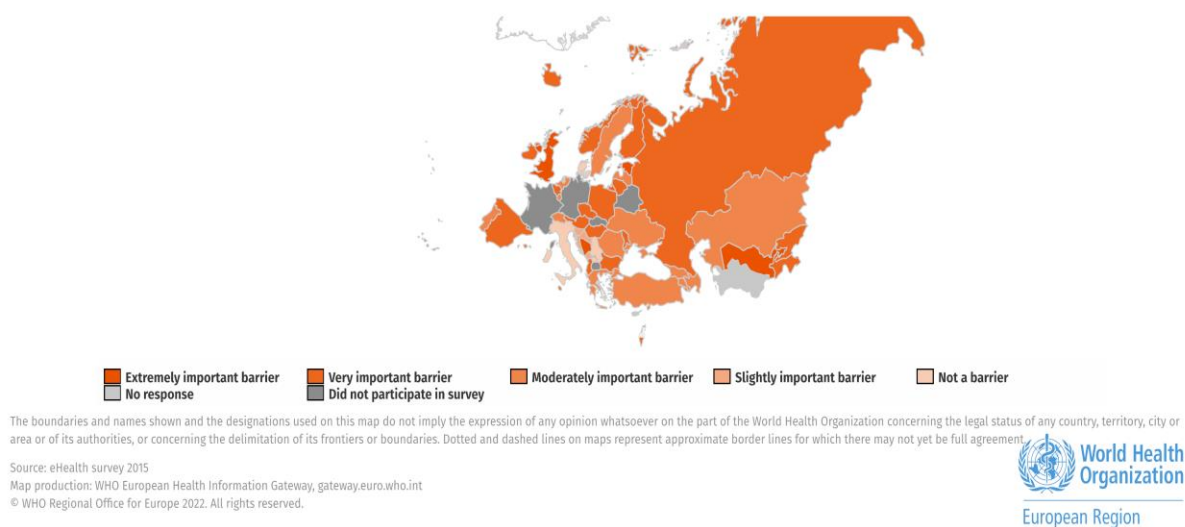 Extremely important barrier Very important barrier Moderately important barrier Slightly important barrier Not a barrier
No response Did not participate in survey
The boundaries and names shown and the designations used on this map do not imply the expression of any opinion whatsoever on the part of the World Health Organization concerning the legal status of any country, territory, city or
area or of its authorities, or concerning the delimitation of its frontiers or boundaries. Dotted and dashed lines on maps represent approximate border lines for which there may not yet be full agreement.
Source: eHealth survey 2015
Map production: WHO European Health Information Gateway, gateway.euro.who.int
© WHO Regional Office for Europe 2022. All rights reserved.
World Health
Organization
European Region